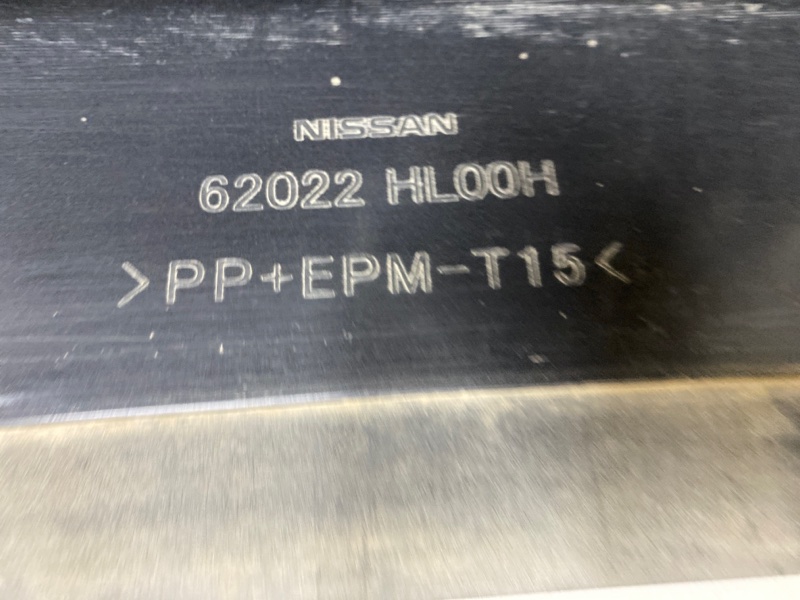 NISSAN
62022 HL00H
>PP+EPM-T15<